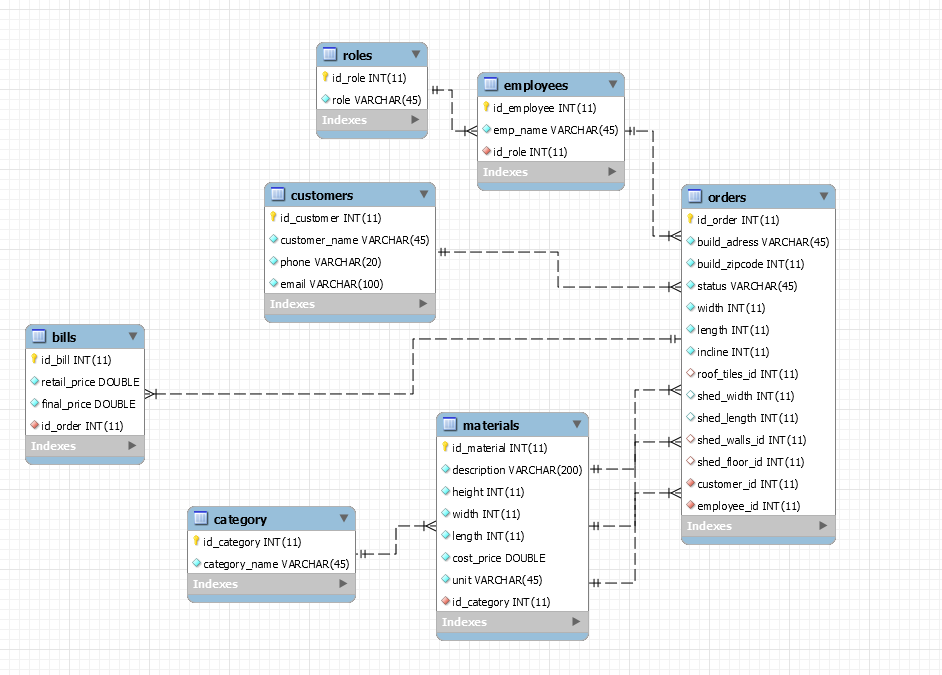 roles
id_role INT(11)
role VARCHAR(45)
Indexes
employees
id_employee INT(11)
emp_name VARCHAR(45)
id_role INT(11)
Indexes
customers
id_customer INT(11)
customer_name VARCHAR(45)
phone VARCHAR(20)
email VARCHAR(100)
Indexes
orders
id_order INT(11)
build_adress VARCHAR(45)
build_zipcode INT(11)
status VARCHAR(45)
width INT(11)
length INT(11)
incline INT(11)
roof_tiles_id INT(11)
shed_width INT(11)
shed_length INT(11)
shed_walls_id INT(11)
shed_floor_id INT(11)
customer_id INT(11)
employee_id INT(11)
Indexes
bills
id_bill INT(11)
retail_price DOUBLE
final_price DOUBLE
id_order INT(11)
Indexes
materials
id_material INT(11)
description VARCHAR(200)
height INT(11)
width INT(11)
length INT(11)
cost_price DOUBLE
unit VARCHAR(45)
id_category INT(11)
Indexes
category
id_category INT(11)
category_name VARCHAR(45)
Indexes